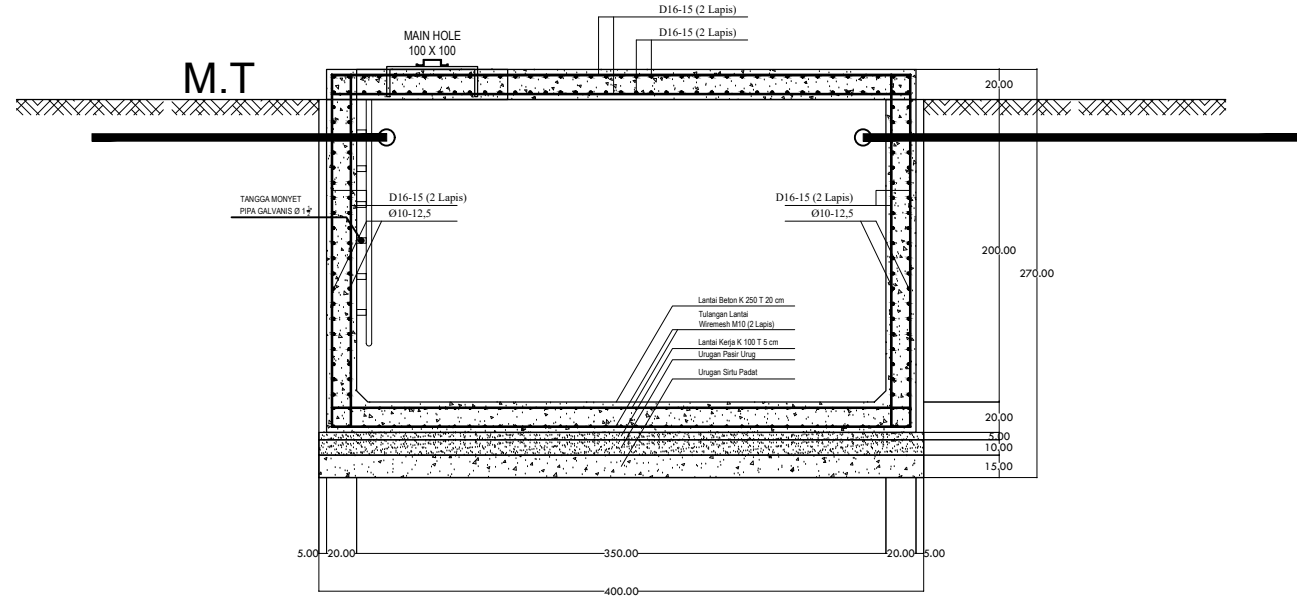 D16-15 (2 Lapis)
D16-15 (2 Lapis)
MAIN HOLE
100 X 100
M.T
20.00
TANGGA MONYET
PIPA GALVANIS Ø 1½"
D16-15 (2 Lapis)
Ø10-12,5
D16-15 (2 Lapis)
Ø10-12,5
200.00
270.00
Lantai Beton K 250 T 20 cm
Tulangan Lantai
Wiremesh M10 (2 Lapis)
Lantai Kerja K 100 T 5 cm
Urugan Pasir Urug
Urugan Sirtu Padat
20.00
5.00
10.00
15.00
5.00 20.00 350.00 20.00 5.00
400.00